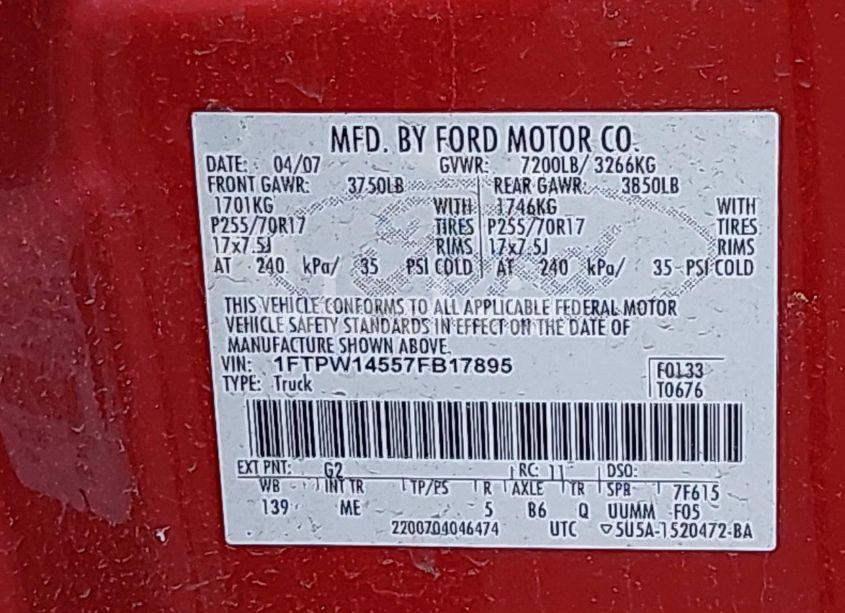 MFD. BY FORD MOTOR CO.
DATE: 04/07 GVWR: 7200LB/ 3266KG
FRONT GAWR: 3750LB REAR GAWR: 3850LB
1701KG WITH 1746KG WITH
P255/70R17 TIRES P255/70R17 TIRES
17x7.5J RIMS 17x7.5J RIMS
AT 240 kPa/ 35 PSI COLD AT 240 kPa/ 35 PSI COLD
THIS VEHICLE CONFORMS TO ALL APPLICABLE FEDERAL MOTOR
VEHICLE SAFETY STANDARDS IN EFFECT ON THE DATE OF
MANUFACTURE SHOWN ABOVE.
VIN: 1FTPW14557FB17895 F0133
TYPE: Truck T0676
EXT PNT: G2 RC: 11 DSO:
WB INT TR TP/PS R AXLE TR SPR 7F615
139 ME 5 B6 Q UUMM F05
2200704046474 UTC ▽5U5A-1520472-BA